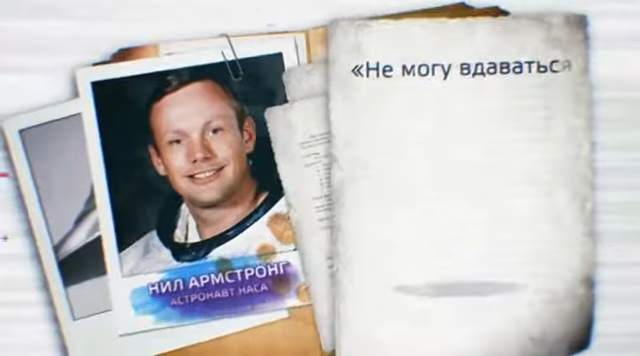 «Не могу вдаваться
НИЛ АРМСТРОНГ
АСТРОНАВТ НАСА